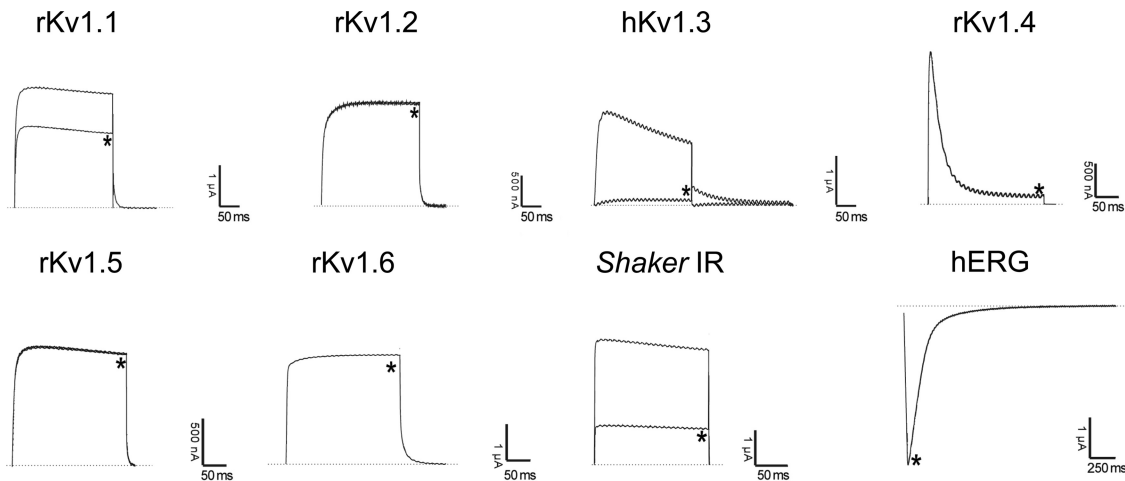 rKv1.1 rKv1.2 hKv1.3 rKv1.4
* * * *
1 µA 500 nA 1 µA 500 nA
50 ms 50 ms 50 ms 50 ms
rKv1.5 rKv1.6 Shaker IR hERG
* * * *
500 nA 1 µA 1 µA 1 µA
50 ms 50 ms 50 ms 250 ms